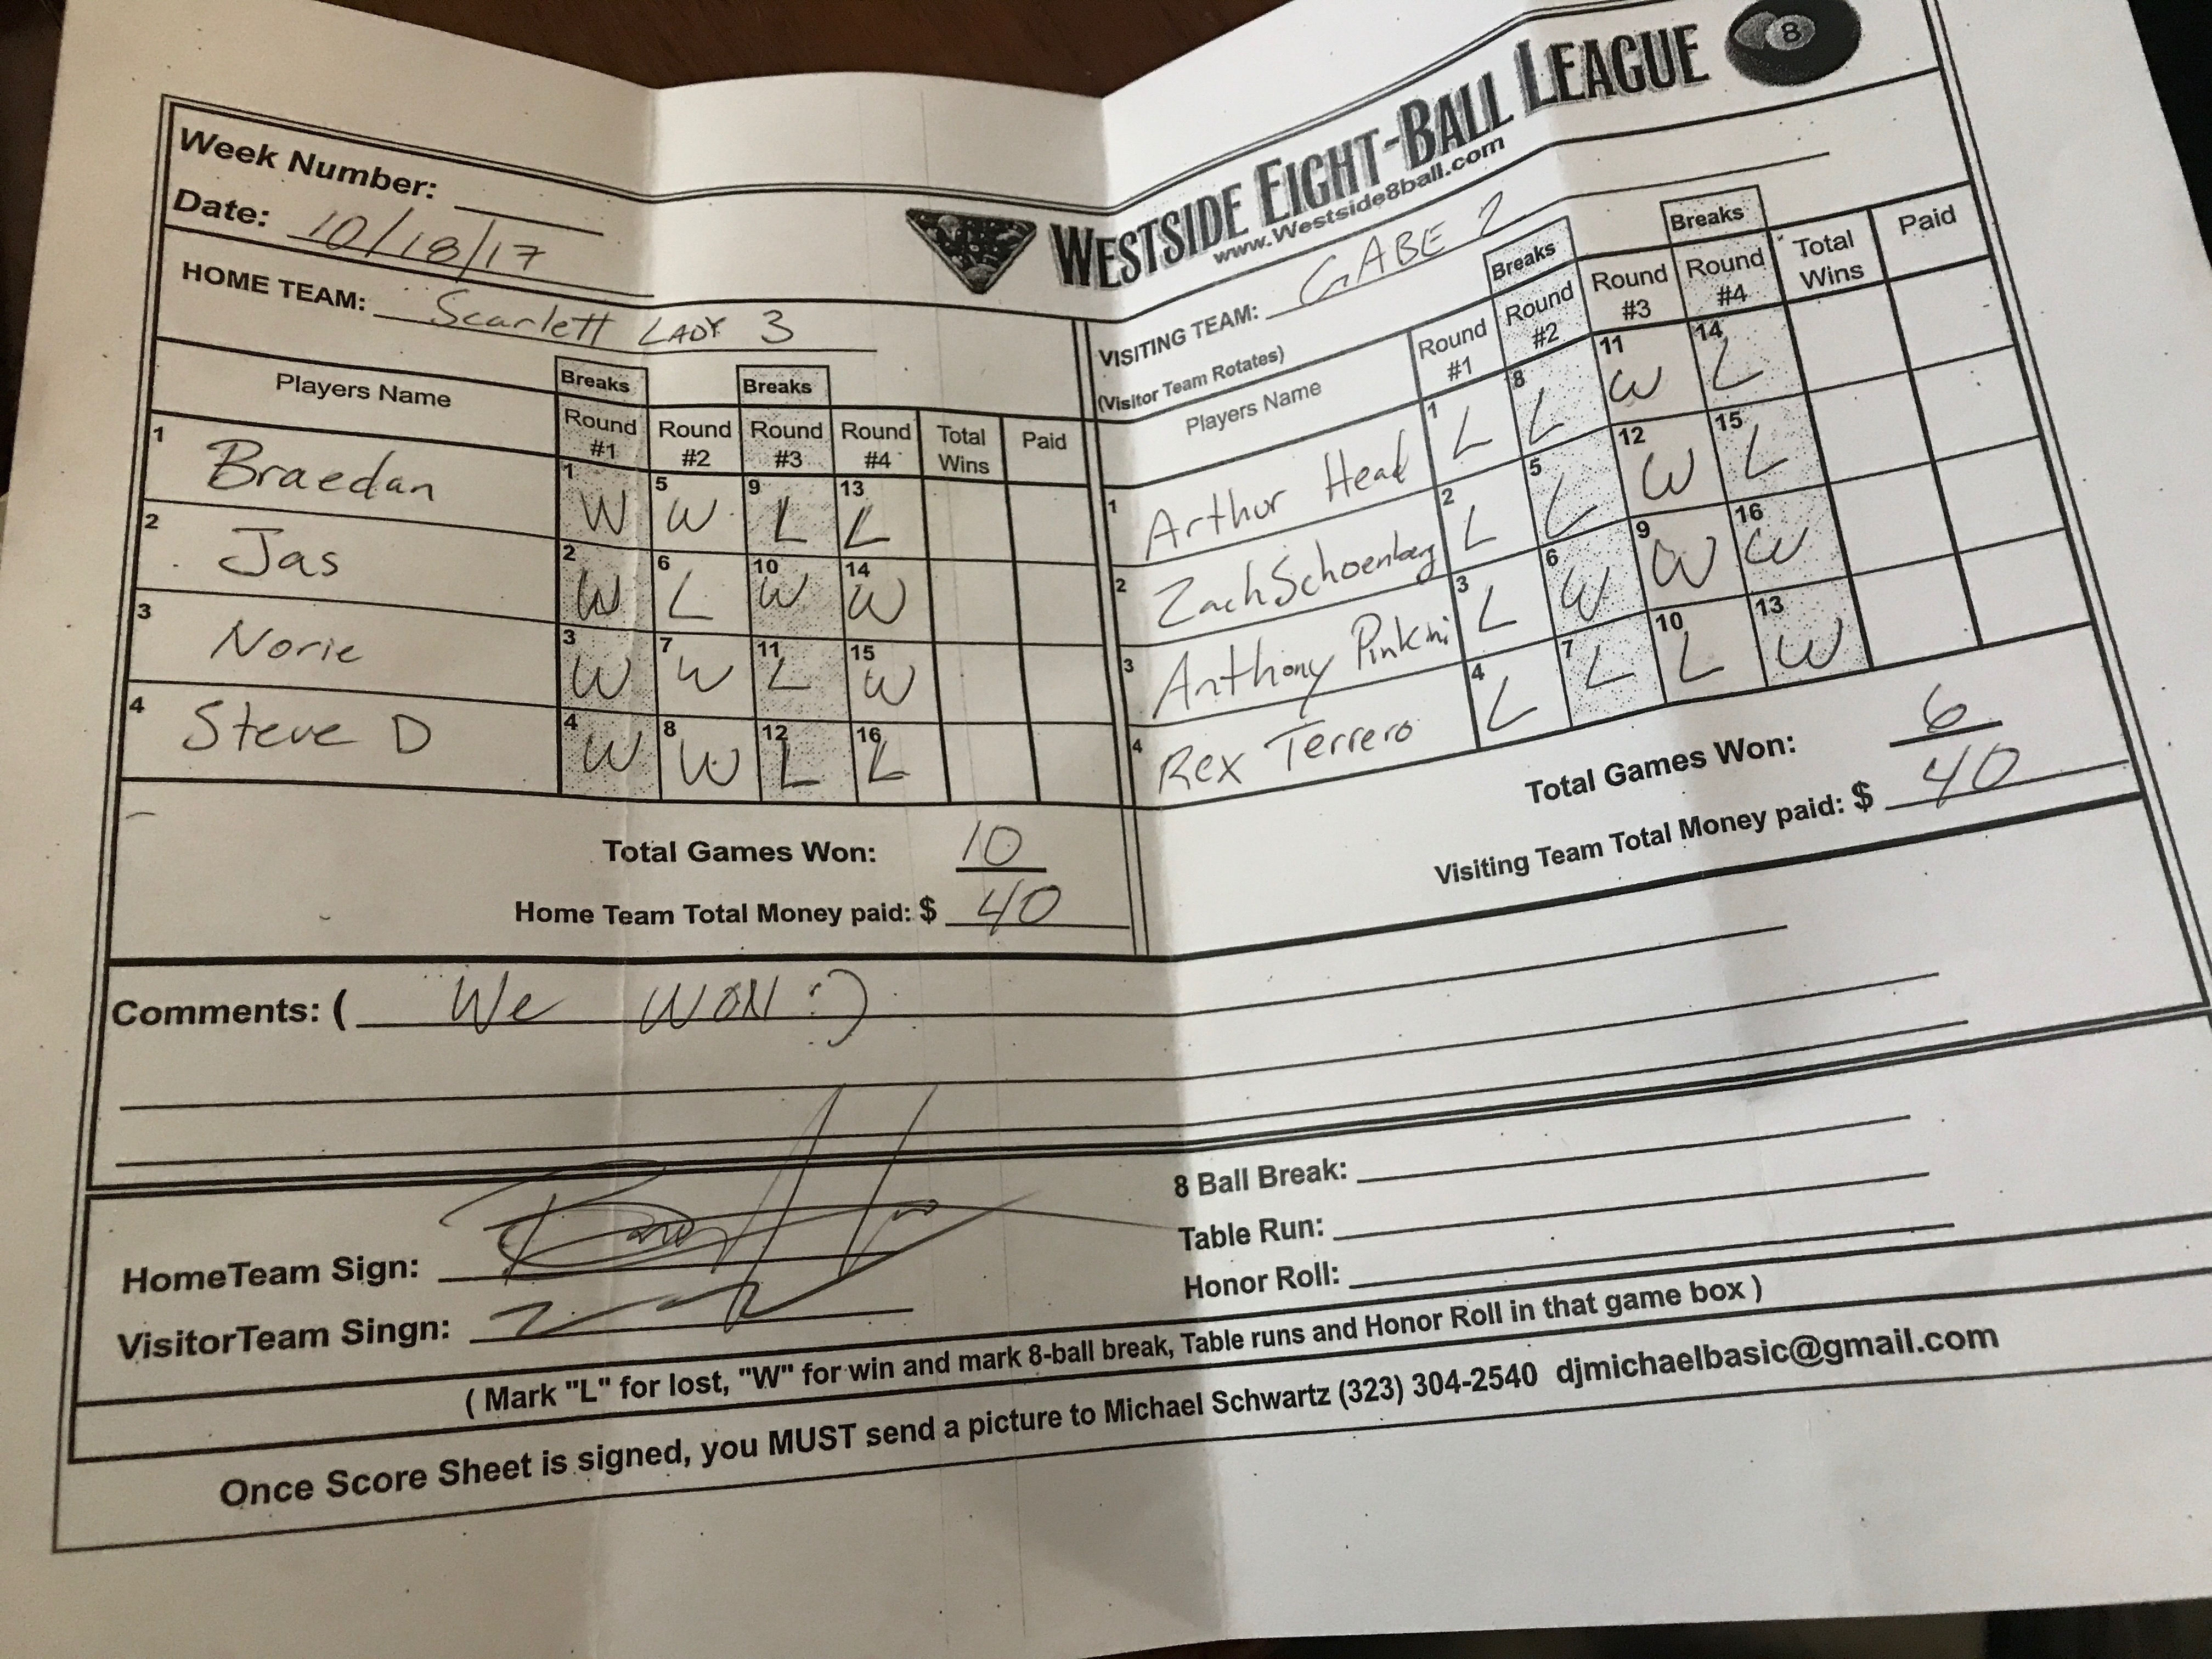 WESTSIDE EIGHT-BALL LEAGUE
8
www.Westside8ball.com
Week Number:
Date: 10/18/17
HOME TEAM: Scarlett LADY 3
Players Name
Breaks
Breaks
Round #1
Round #2
Round #3
Round #4
Total Wins
Paid
1 Braedan 1 W 5 W 9 L 13 L
2 Jas 2 W 6 L 10 W 14 W
3 Norie 3 W 7 W 11 L 15 W
4 Steve D 4 W 8 W 12 L 16 L
Total Games Won: 10
Home Team Total Money paid: $ 40
VISITING TEAM: GABE 2
(Visitor Team Rotates)
Players Name
Breaks
Breaks
Round #1
Round #2
Round #3
Round #4
Total Wins
Paid
1 Arthur Head 1 L 8 L 11 W 14 L
2 Zach Schoenberg 2 L 5 L 12 W 15 L
3 Anthony Pinkini 3 L 6 W 9 W 16 W
4 Rex Terrero 4 L 7 L 10 L 13 W
Total Games Won: 6
Visiting Team Total Money paid: $ 40
Comments: ( We WON :)
HomeTeam Sign:
VisitorTeam Singn:
8 Ball Break:
Table Run:
Honor Roll:
( Mark "L" for lost, "W" for win and mark 8-ball break, Table runs and Honor Roll in that game box )
Once Score Sheet is signed, you MUST send a picture to Michael Schwartz (323) 304-2540 djmichaelbasic@gmail.com